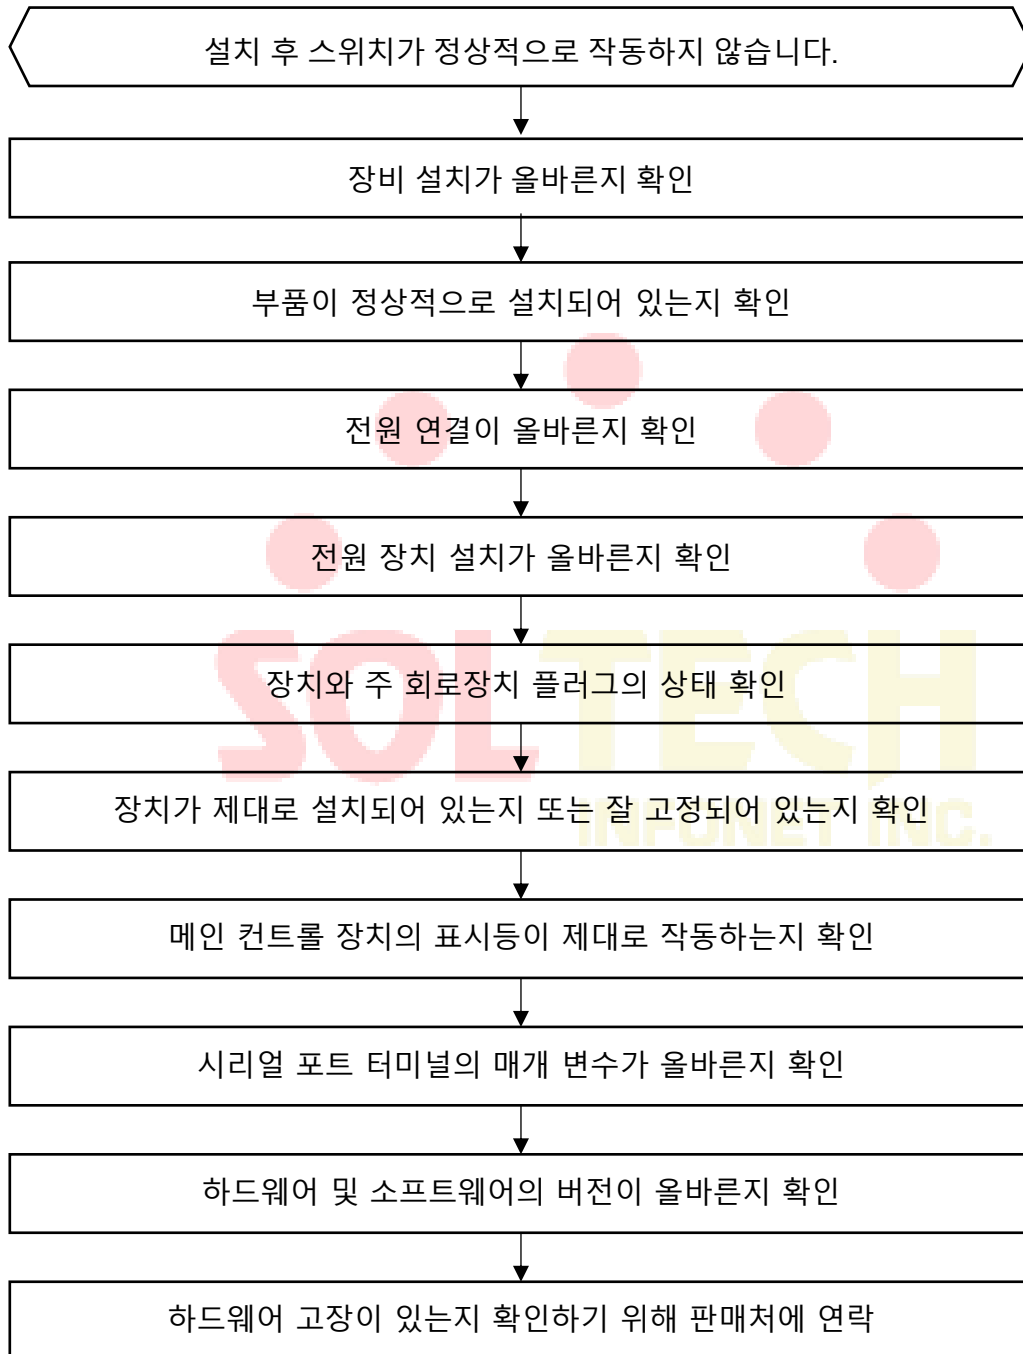 설치 후 스위치가 정상적으로 작동하지 않습니다.
장비 설치가 올바른지 확인
부품이 정상적으로 설치되어 있는지 확인
전원 연결이 올바른지 확인
전원 장치 설치가 올바른지 확인
SOLTECH
장치와 주 회로장치 플러그의 상태 확인
장치가 제대로 설치되어 있는지 또는 잘 고정되어 있는지 확인
INFONET INC.
메인 컨트롤 장치의 표시등이 제대로 작동하는지 확인
시리얼 포트 터미널의 매개 변수가 올바른지 확인
하드웨어 및 소프트웨어의 버전이 올바른지 확인
하드웨어 고장이 있는지 확인하기 위해 판매처에 연락